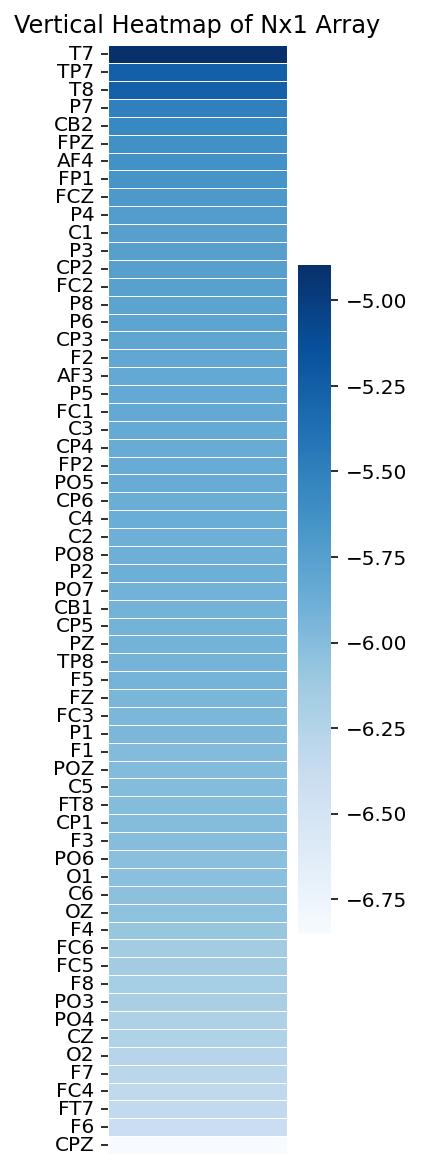 Vertical Heatmap of Nx1 Array
T7
TP7
T8
P7
CB2
FPZ
AF4
FP1
FCZ
P4
C1
P3
CP2
FC2
P8
P6
CP3
F2
AF3
P5
FC1
C3
CP4
FP2
PO5
CP6
C4
C2
PO8
P2
PO7
CB1
CP5
PZ
TP8
F5
FZ
FC3
P1
F1
POZ
C5
FT8
CP1
F3
PO6
O1
C6
OZ
F4
FC6
FC5
F8
PO3
PO4
CZ
O2
F7
FC4
FT7
F6
CPZ
−5.00
−5.25
−5.50
−5.75
−6.00
−6.25
−6.50
−6.75